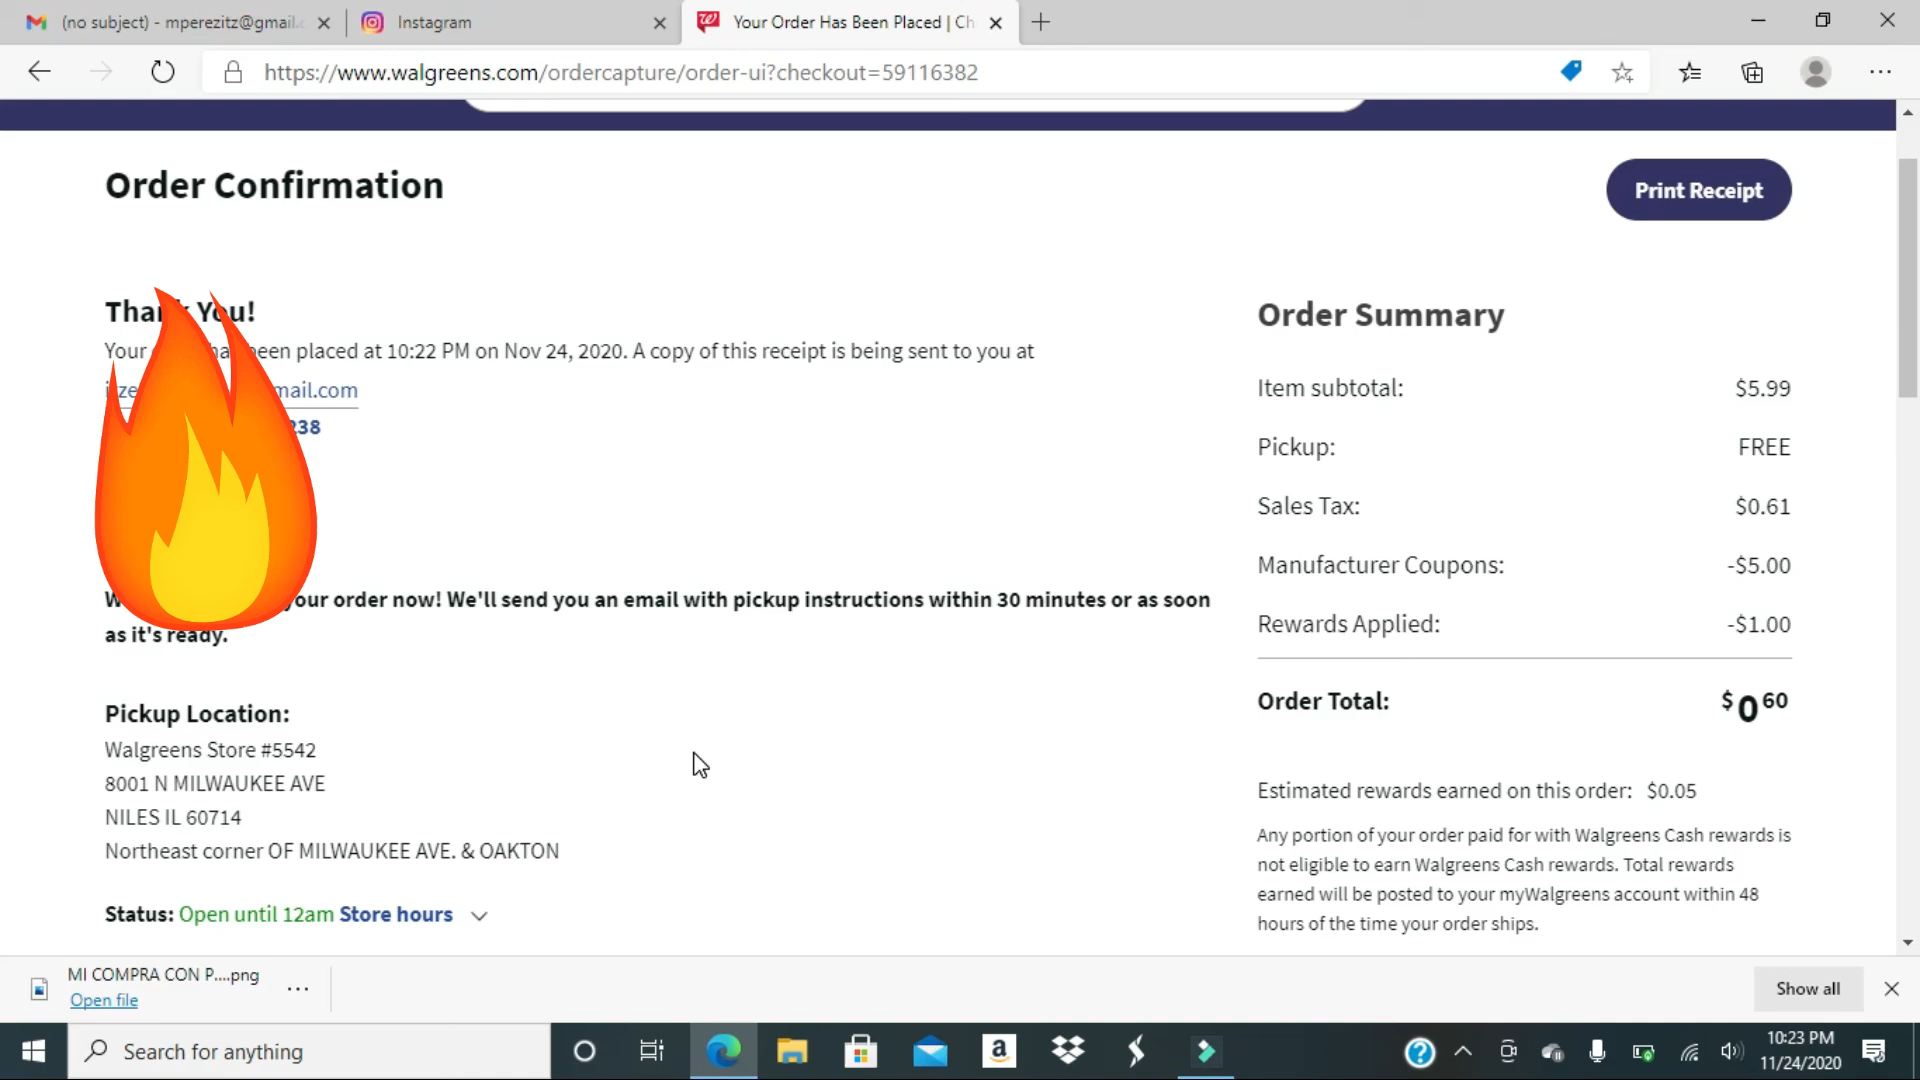 (no subject) - mperezitz@gmail.
Instagram
Your Order Has Been Placed | Ch
https://www.walgreens.com/ordercapture/order-ui?checkout=59116382
Order Confirmation
Print Receipt
Thank You!
Your been placed at 10:22 PM on Nov 24, 2020. A copy of this receipt is being sent to you at
mail.com
238
your order now! We'll send you an email with pickup instructions within 30 minutes or as soon
as it's ready.
Pickup Location:
Walgreens Store #5542
8001 N MILWAUKEE AVE
NILES IL 60714
Northeast corner OF MILWAUKEE AVE. & OAKTON
Status: Open until 12am Store hours
Order Summary
Item subtotal: $5.99
Pickup: FREE
Sales Tax: $0.61
Manufacturer Coupons: -$5.00
Rewards Applied: -$1.00
Order Total: $0 60
Estimated rewards earned on this order: $0.05
Any portion of your order paid for with Walgreens Cash rewards is
not eligible to earn Walgreens Cash rewards. Total rewards
earned will be posted to your myWalgreens account within 48
hours of the time your order ships.
MI COMPRA CON P....png
Open file
Show all
Search for anything
10:23 PM
11/24/2020